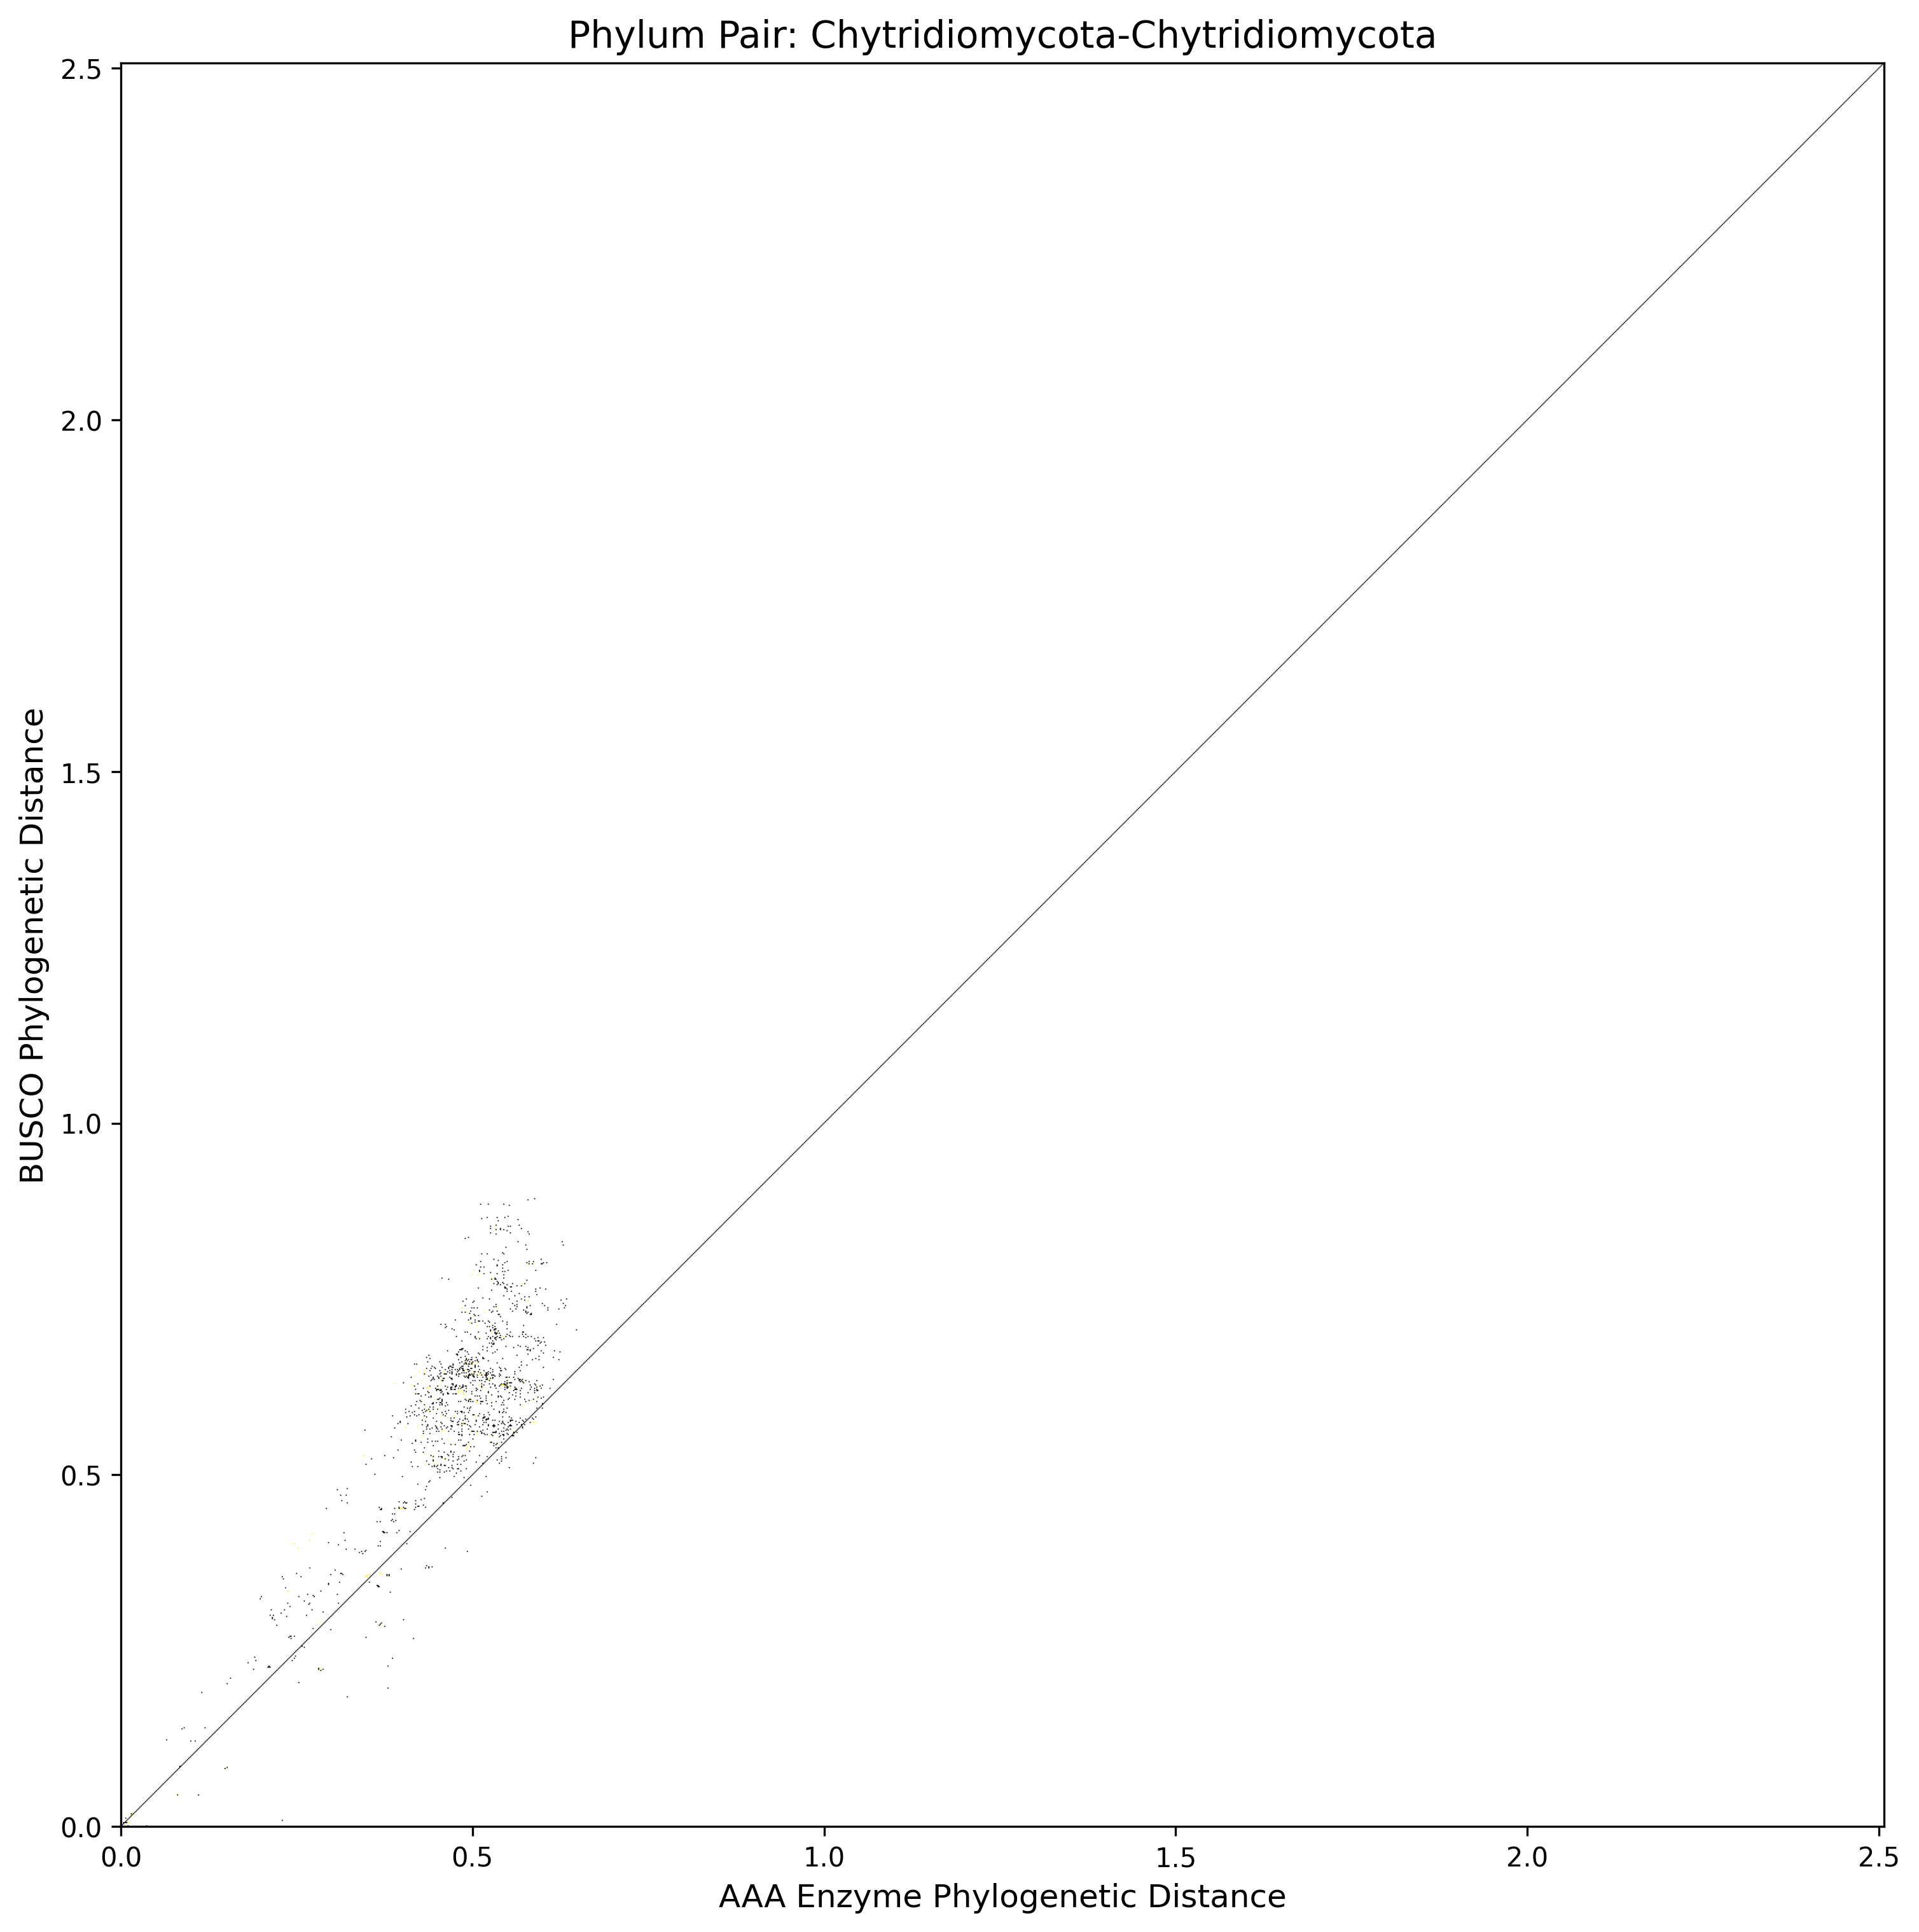 Phylum Pair: Chytridiomycota-Chytridiomycota
2.5
2.0
1.5
1.0
0.5
0.0
BUSCO Phylogenetic Distance
0.0 0.5 1.0 1.5 2.0 2.5
AAA Enzyme Phylogenetic Distance